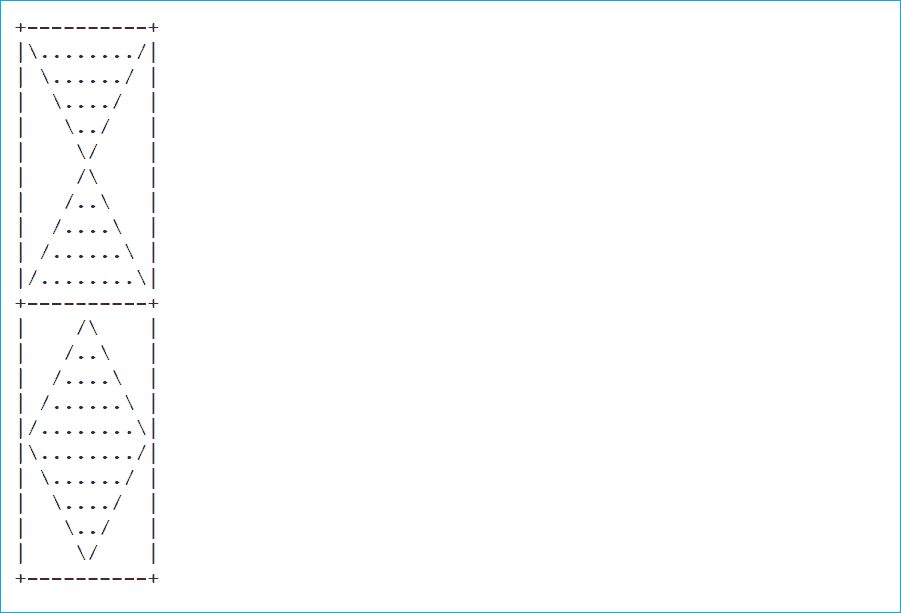 +----------+
|\......../|
| \....../ |
|  \..../  |
|   \../   |
|    \/    |
|    /\    |
|   /..\   |
|  /....\  |
| /......\ |
|/........\|
+----------+
|    /\    |
|   /..\   |
|  /....\  |
| /......\ |
|/........\|
|\......../|
| \....../ |
|  \..../  |
|   \../   |
|    \/    |
+----------+